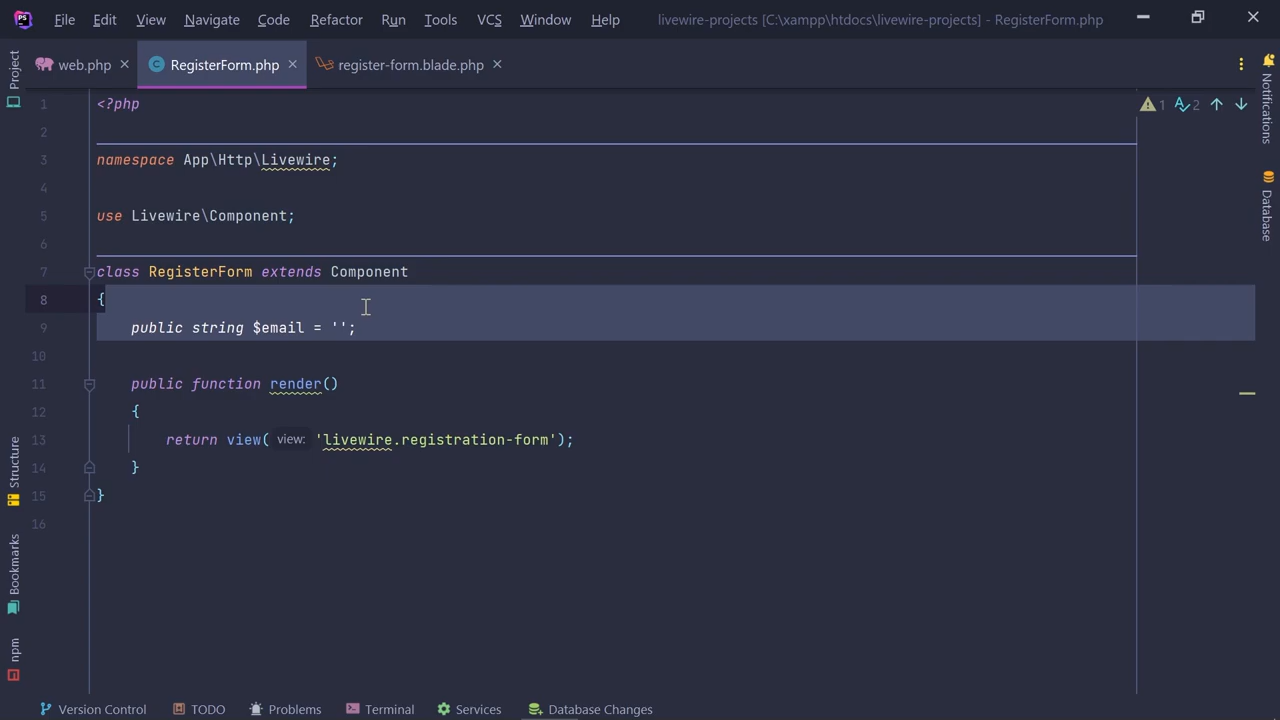 PS File Edit View Navigate Code Refactor Run Tools VCS Window Help livewire-projects [C:\xampp\htdocs\livewire-projects] - RegisterForm.php
web.php RegisterForm.php register-form.blade.php
Project
Structure
Bookmarks
npm
1 <?php
2
3 namespace App\Http\Livewire;
4
5 use Livewire\Component;
6
7 class RegisterForm extends Component
8 {
9 public string $email = '';
10
11 public function render()
12 {
13 return view( view: 'livewire.registration-form');
14 }
15 }
16
1 2
Notifications
Database
Version Control TODO Problems Terminal Services Database Changes